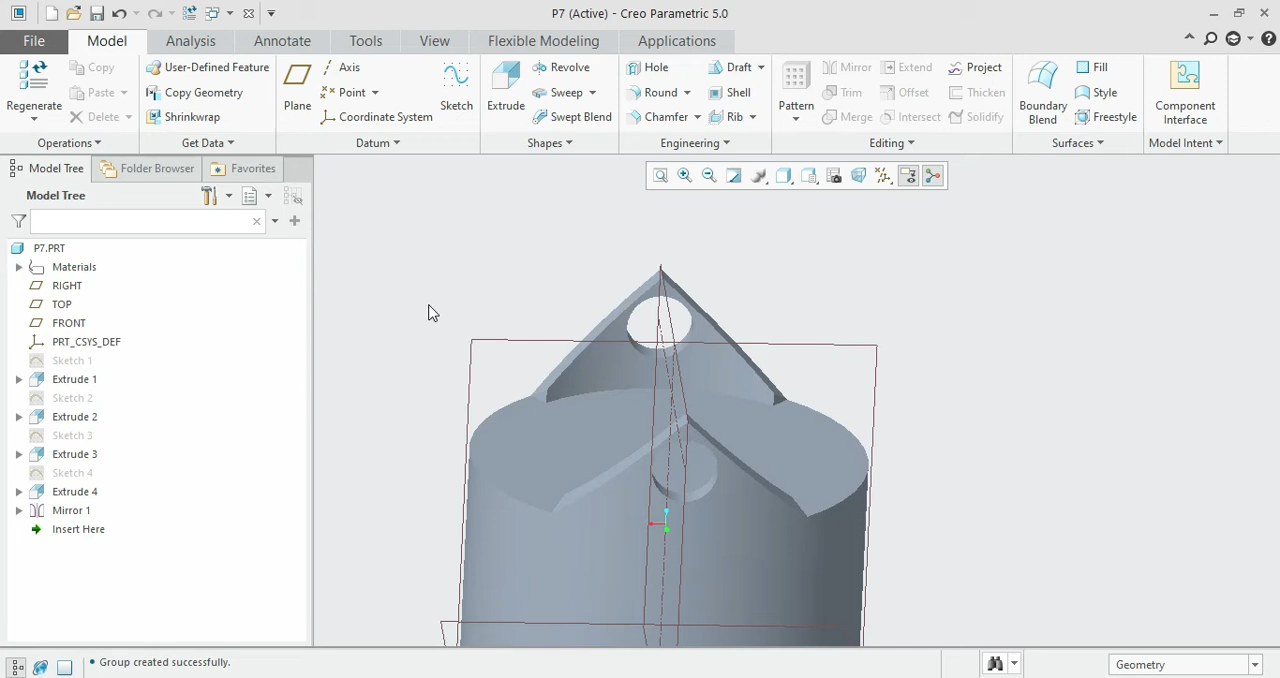 P7 (Active) - Creo Parametric 5.0
File Model Analysis Annotate Tools View Flexible Modeling Applications
Regenerate
Copy
Paste
Delete
Operations
User-Defined Feature
Copy Geometry
Shrinkwrap
Get Data
Plane
Axis
Point
Coordinate System
Sketch
Datum
Extrude
Revolve
Sweep
Swept Blend
Shapes
Hole
Round
Chamfer
Draft
Shell
Rib
Engineering
Pattern
Mirror
Trim
Merge
Extend
Offset
Intersect
Project
Thicken
Solidify
Editing
Boundary
Blend
Fill
Style
Freestyle
Surfaces
Component
Interface
Model Intent
Model Tree Folder Browser Favorites
Model Tree
P7.PRT
Materials
RIGHT
TOP
FRONT
PRT_CSYS_DEF
Sketch 1
Extrude 1
Sketch 2
Extrude 2
Sketch 3
Extrude 3
Sketch 4
Extrude 4
Mirror 1
Insert Here
• Group created successfully.
Geometry